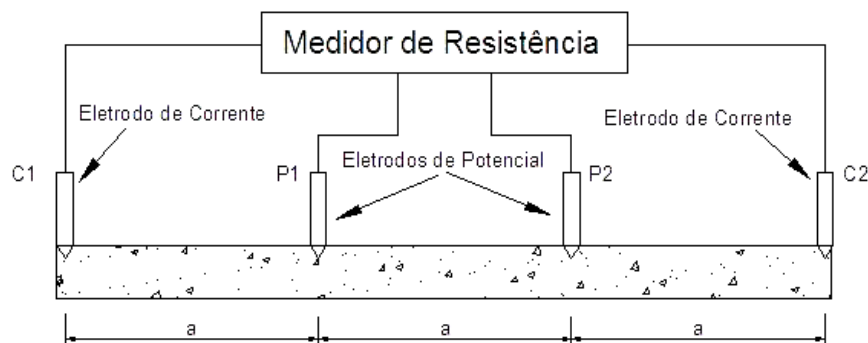 Medidor de Resistência
Eletrodo de Corrente
Eletrodo de Corrente
Eletrodos de Potencial
C1
P1
P2
C2
a
a
a